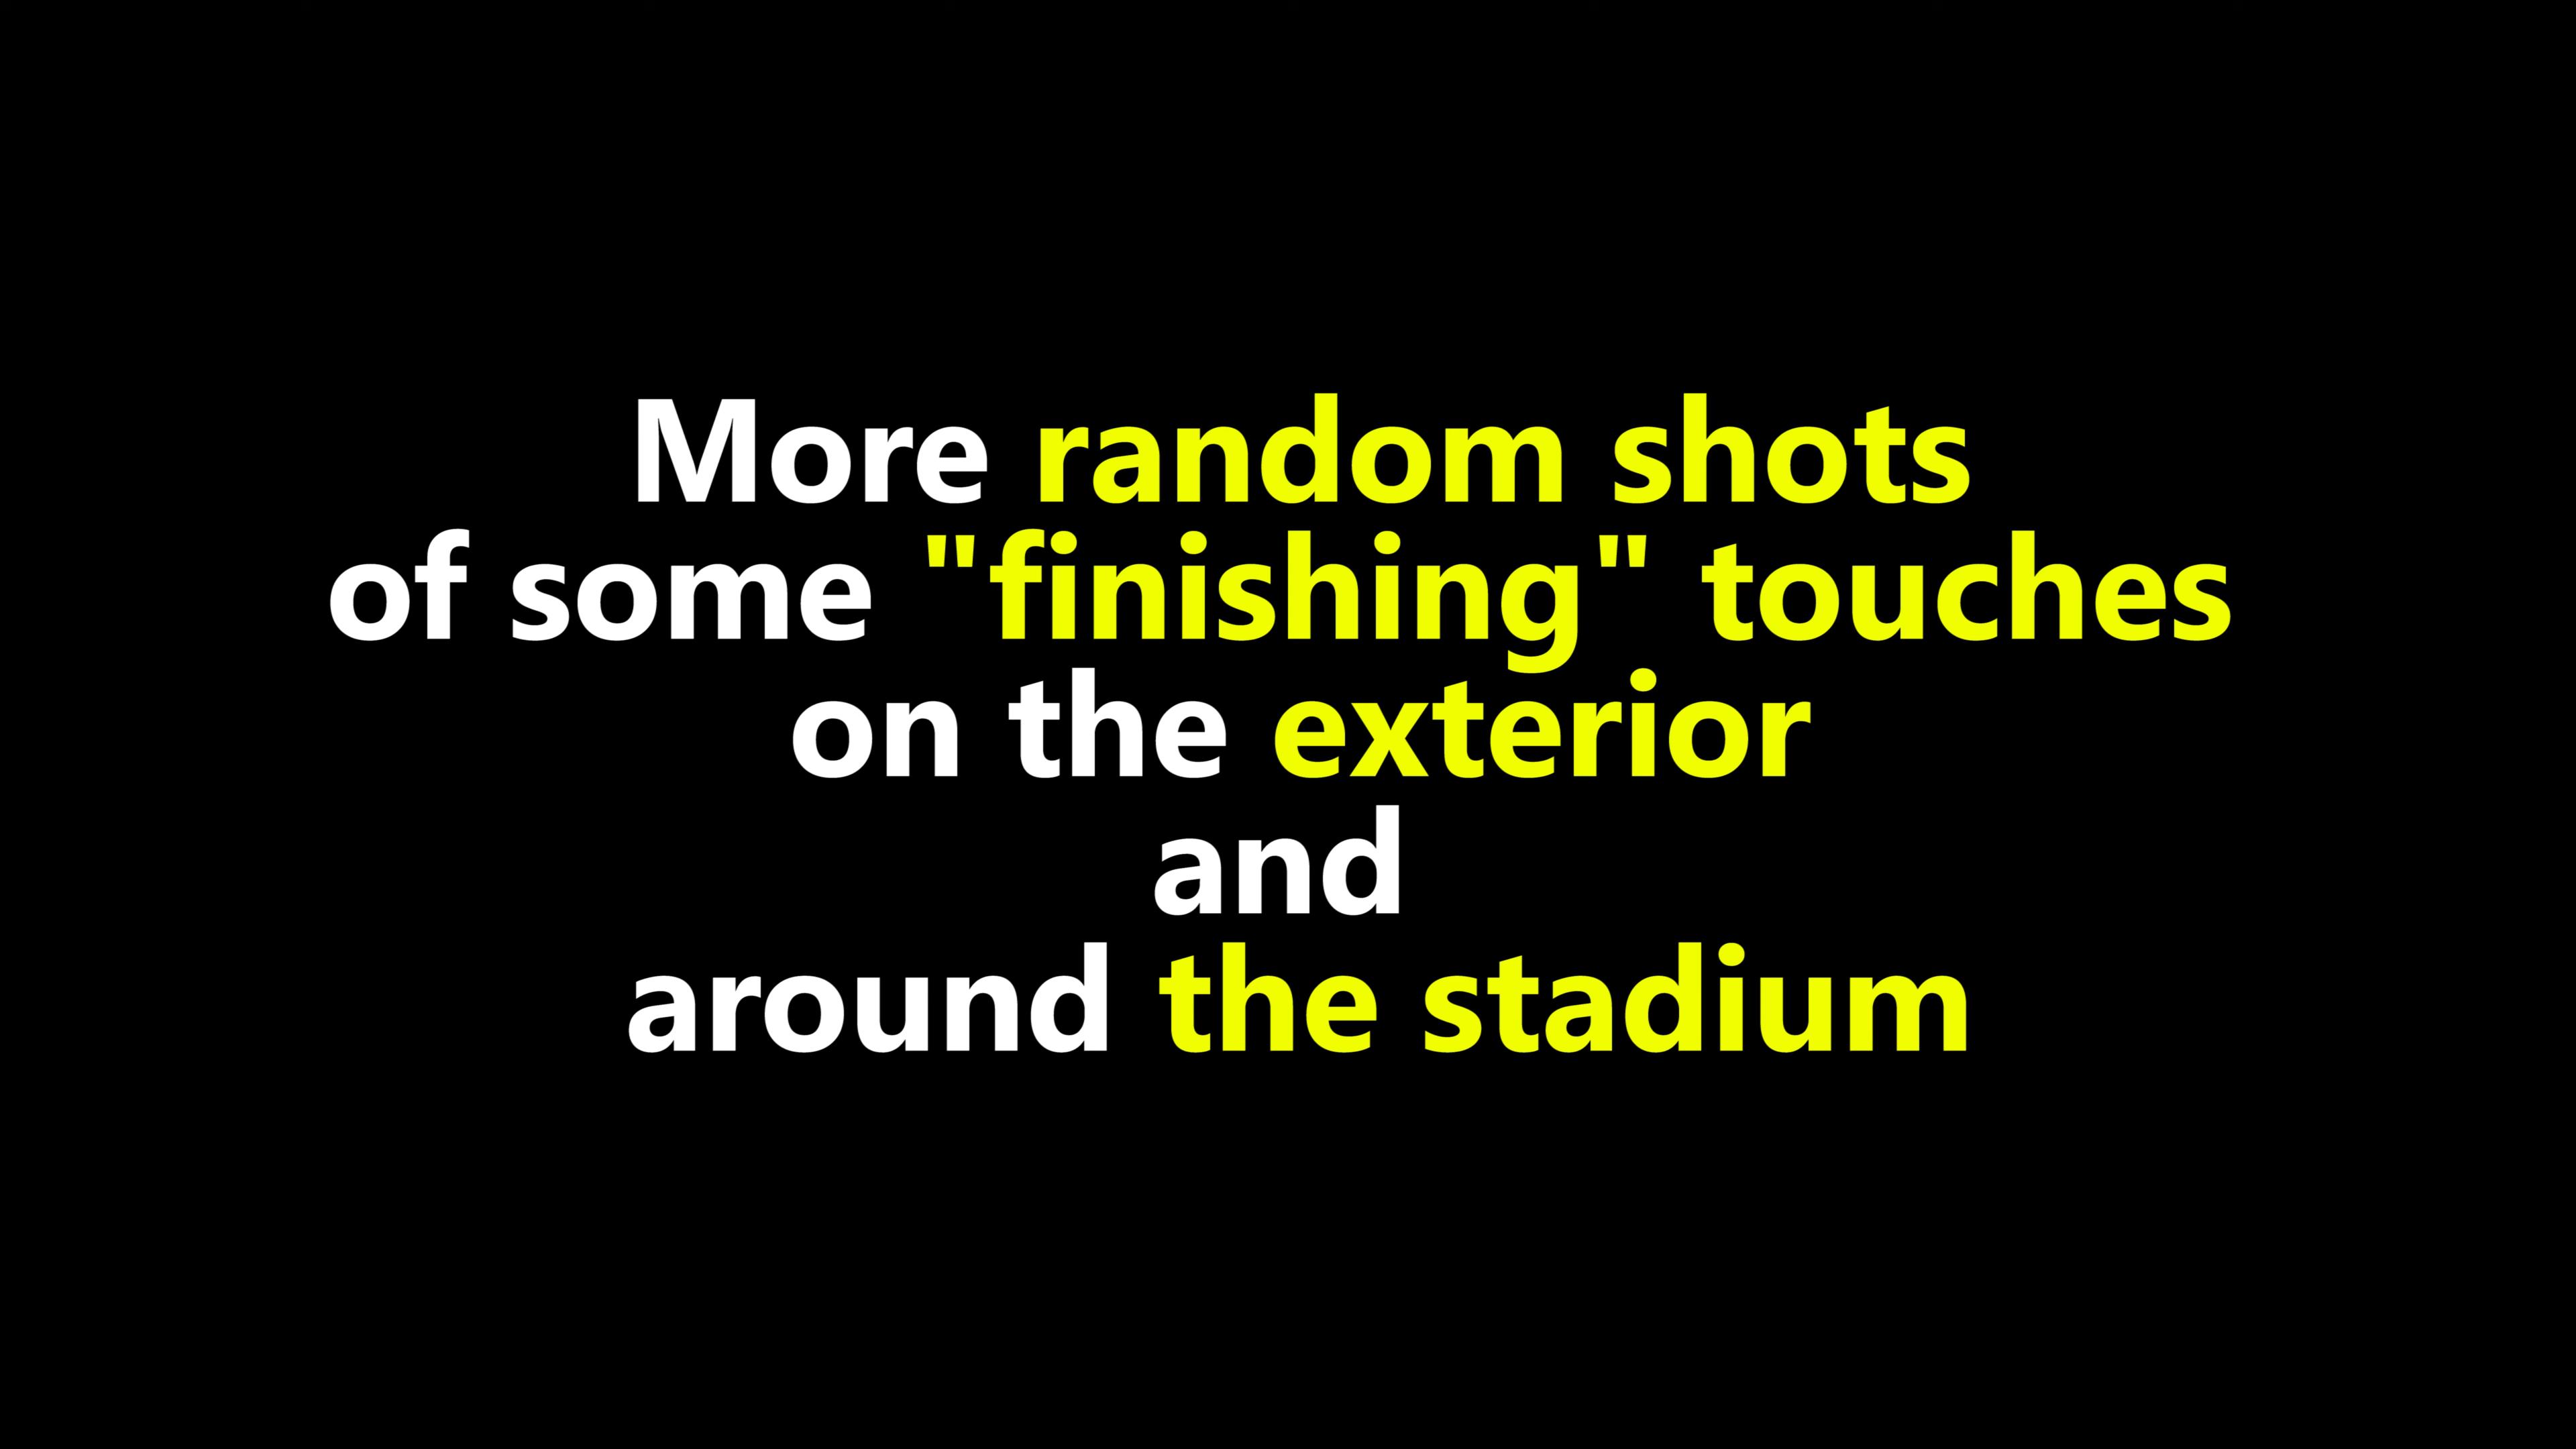 More random shots
of some "finishing" touches
on the exterior
and
around the stadium